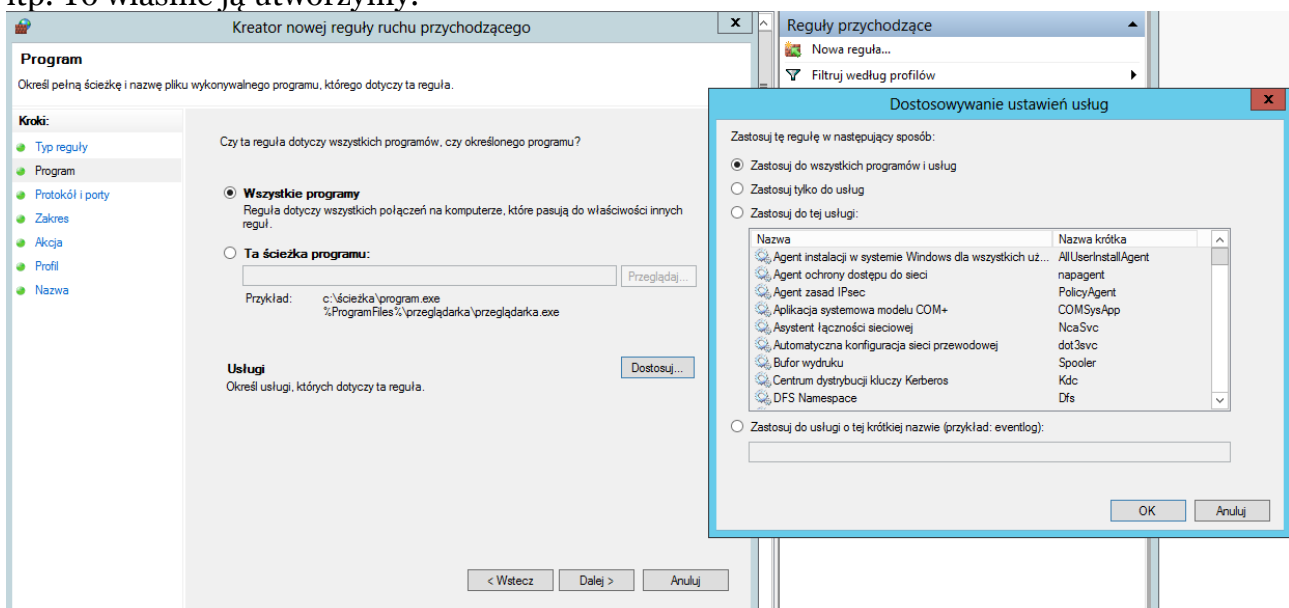 itp. To właśnie ją utworzymy.
Kreator nowej reguły ruchu przychodzącego
x
Program
Określ pełną ścieżkę i nazwę pliku wykonywalnego programu, którego dotyczy ta reguła.
Kroki:
Typ reguły
Program
Protokół i porty
Zakres
Akcja
Profil
Nazwa
Czy ta reguła dotyczy wszystkich programów, czy określonego programu?
Wszystkie programy
Reguła dotyczy wszystkich połączeń na komputerze, które pasują do właściwości innych
reguł.
Ta ścieżka programu:
Przeglądaj...
Przykład: c:\ścieżka\program.exe
%ProgramFiles%\przeglądarka\przeglądarka.exe
Usługi
Dostosuj...
Określ usługi, których dotyczy ta reguła.
< Wstecz Dalej > Anuluj
Reguły przychodzące
Nowa reguła...
Filtruj według profilów
Dostosowywanie ustawień usług
x
Zastosuj tę regułę w następujący sposób:
Zastosuj do wszystkich programów i usług
Zastosuj tylko do usług
Zastosuj do tej usługi:
Nazwa Nazwa krótka
Agent instalacji w systemie Windows dla wszystkich uż... AllUserInstallAgent
Agent ochrony dostępu do sieci napagent
Agent zasad IPsec PolicyAgent
Aplikacja systemowa modelu COM+ COMSysApp
Asystent łączności sieciowej NcaSvc
Automatyczna konfiguracja sieci przewodowej dot3svc
Bufor wydruku Spooler
Centrum dystrybucji kluczy Kerberos Kdc
DFS Namespace Dfs
Zastosuj do usługi o tej krótkiej nazwie (przykład: eventlog):
OK Anuluj